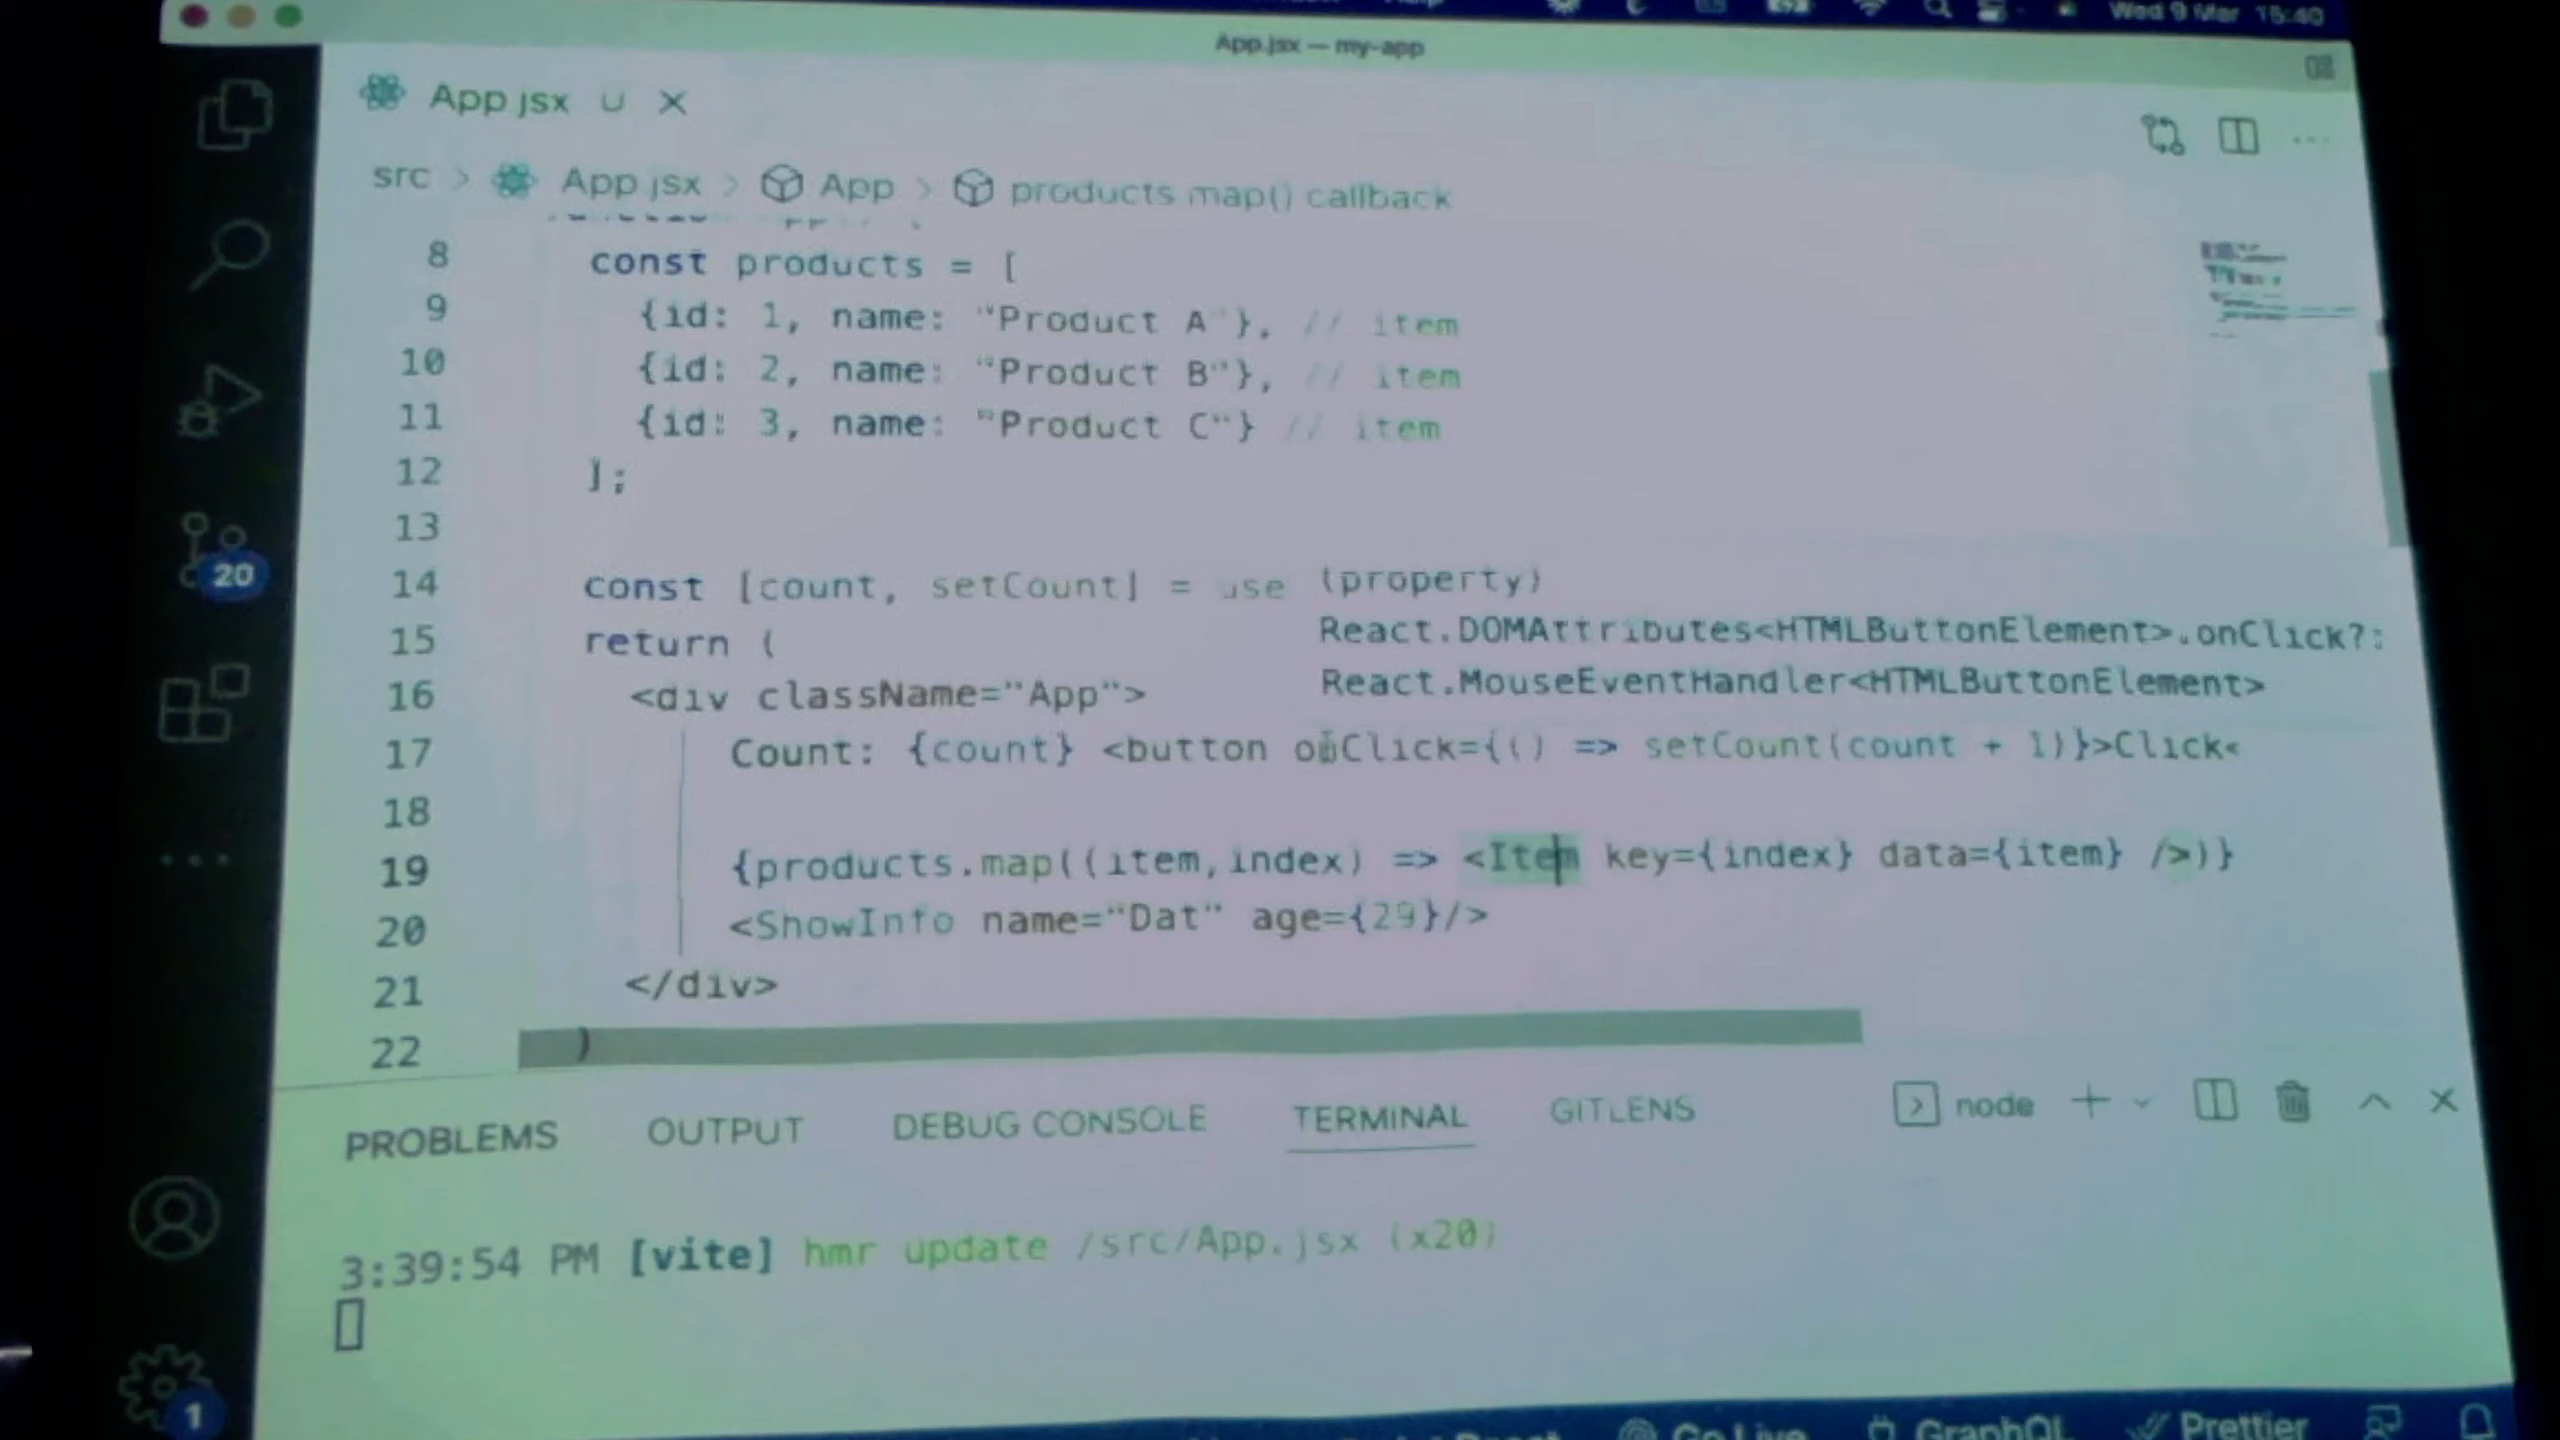 Wed 9 Mar 15:40
App.jsx — my-app
App.jsx U
src > App.jsx > App > products.map() callback
8 const products = [
9 {id: 1, name: "Product A"}, // item
10 {id: 2, name: "Product B"}, // item
11 {id: 3, name: "Product C"} // item
12 ];
13
14 const [count, setCount] = use (property)
React.DOMAttributes<HTMLButtonElement>.onClick?:
15 return (
React.MouseEventHandler<HTMLButtonElement>
16 <div className="App">
17 Count: {count} <button onClick={() => setCount(count + 1)}>Click<
18
19 {products.map((item,index) => <Item key={index} data={item} />)}
20 <ShowInfo name="Dat" age={29}/>
21 </div>
22 )
20
PROBLEMS OUTPUT DEBUG CONSOLE TERMINAL GITLENS node
3:39:54 PM [vite] hmr update /src/App.jsx (x20)
1
Go Live GraphQL Prettier